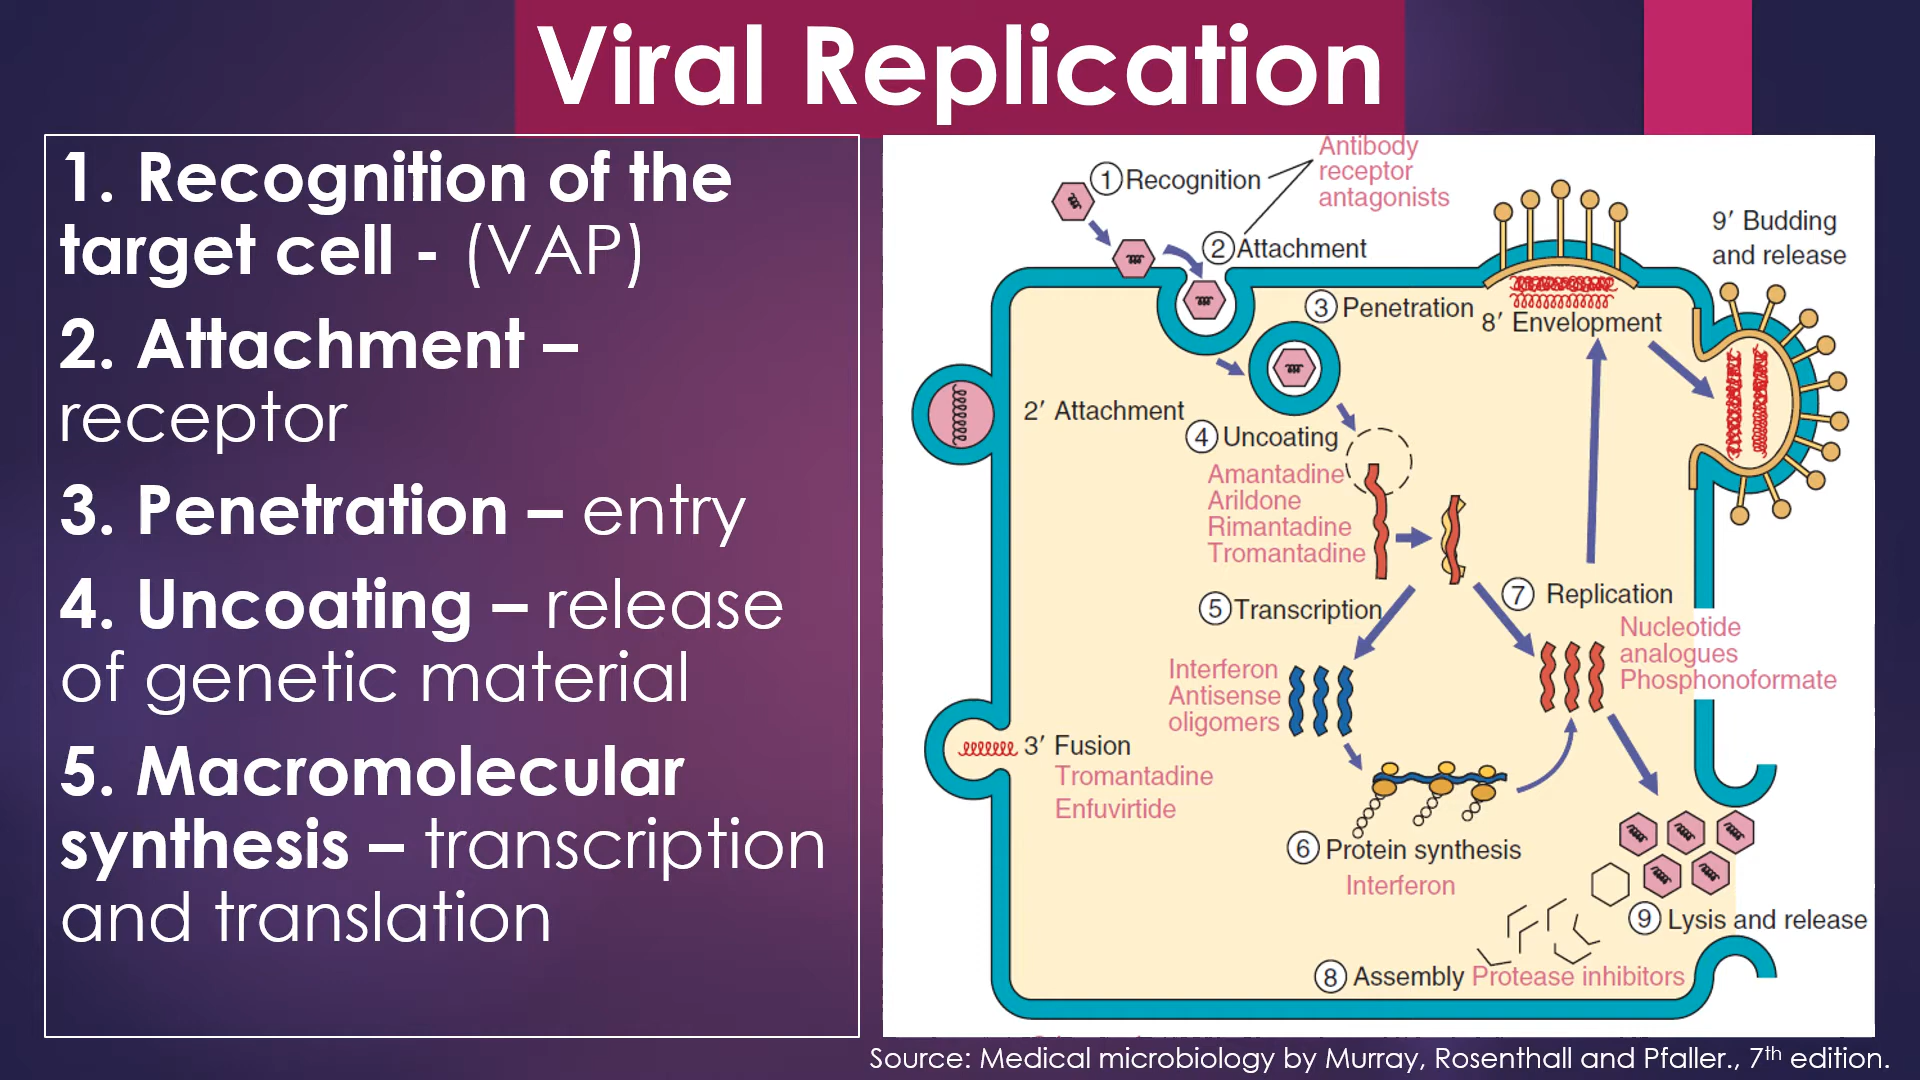 Viral Replication
1. Recognition of the
target cell - (VAP)
2. Attachment –
receptor
3. Penetration – entry
4. Uncoating – release
of genetic material
5. Macromolecular
synthesis – transcription
and translation
Antibody
receptor
antagonists
1 Recognition
2 Attachment
3 Penetration
8′ Envelopment
9′ Budding
and release
2′ Attachment
4 Uncoating
Amantadine
Arildone
Rimantadine
Tromantadine
5 Transcription
7 Replication
Nucleotide
analogues
Phosphonoformate
Interferon
Antisense
oligomers
3′ Fusion
Tromantadine
Enfuvirtide
6 Protein synthesis
Interferon
9 Lysis and release
8 Assembly Protease inhibitors
Source: Medical microbiology by Murray, Rosenthall and Pfaller., 7th edition.